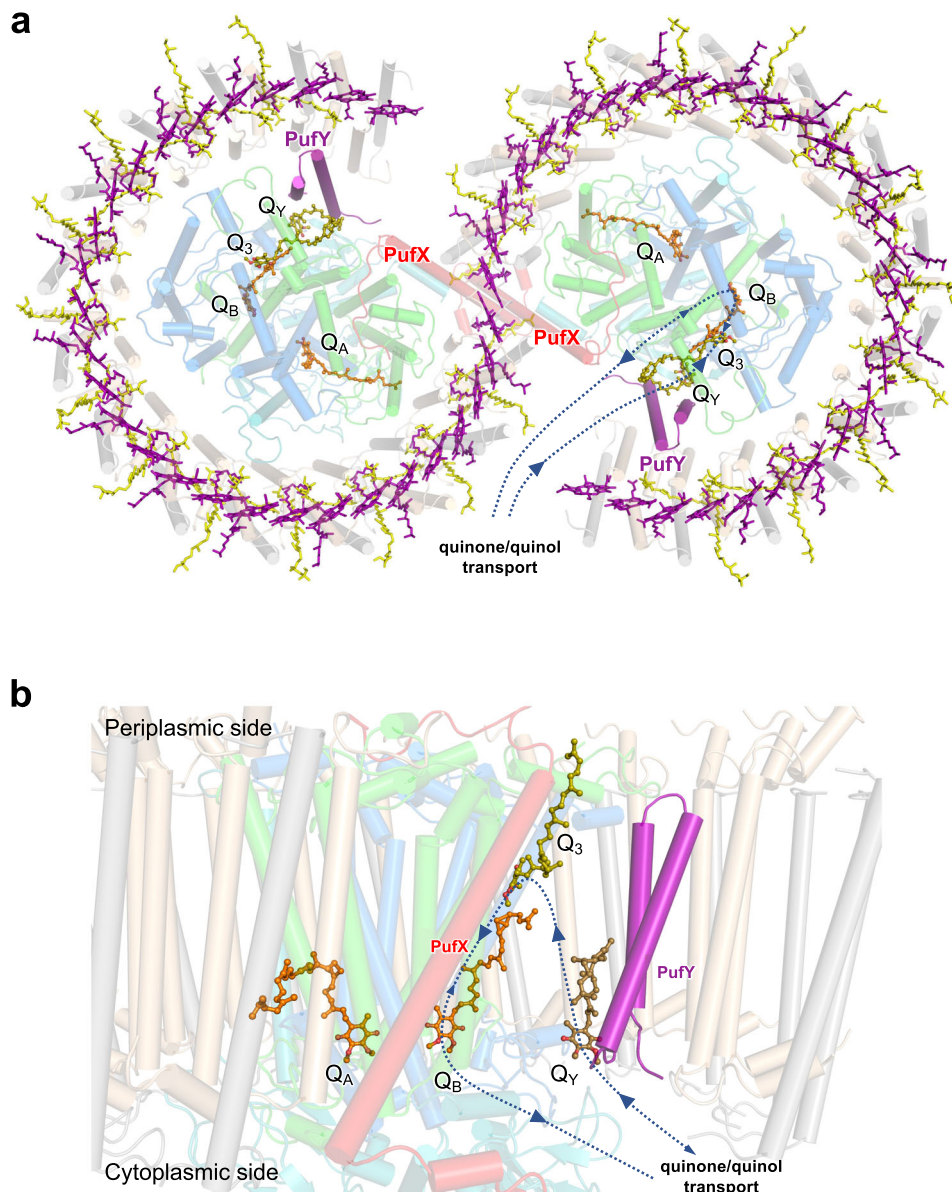 a
PufY
QY
Q3
PufX
QA
QB
QB
PufX
QA
Q3
QY
PufY
quinone/quinol
transport
b
Periplasmic side
Q3
PufX
PufY
QA
QB
QY
Cytoplasmic side
quinone/quinol
transport